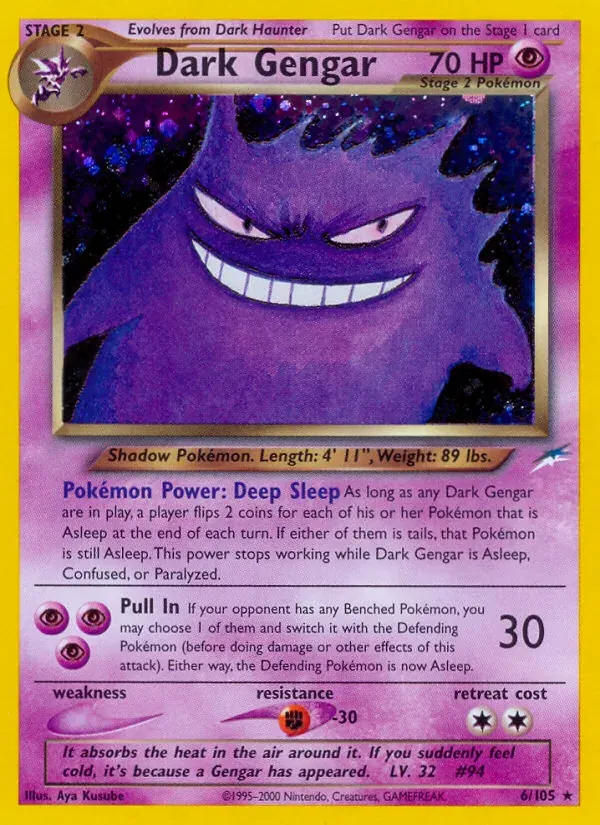 STAGE 2 Evolves from Dark Haunter Put Dark Gengar on the Stage 1 card
Dark Gengar 70 HP
Stage 2 Pokémon
Shadow Pokémon. Length: 4' 11", Weight: 89 lbs.
Pokémon Power: Deep Sleep As long as any Dark Gengar
are in play, a player flips 2 coins for each of his or her Pokémon that is
Asleep at the end of each turn. If either of them is tails, that Pokémon
is still Asleep. This power stops working while Dark Gengar is Asleep,
Confused, or Paralyzed.
Pull In If your opponent has any Benched Pokémon, you
may choose 1 of them and switch it with the Defending
Pokémon (before doing damage or other effects of this
attack). Either way, the Defending Pokémon is now Asleep.
30
weakness resistance retreat cost
-30
It absorbs the heat in the air around it. If you suddenly feel
cold, it's because a Gengar has appeared. LV. 32 #94
Illus. Aya Kusube ©1995-2000 Nintendo, Creatures, GAMEFREAK. 6/105 ★